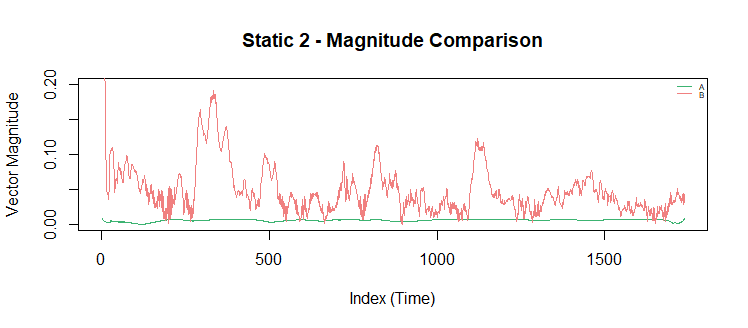 Static 2 - Magnitude Comparison
A
B
Vector Magnitude
0.20
0.10
0.00
0 500 1000 1500
Index (Time)